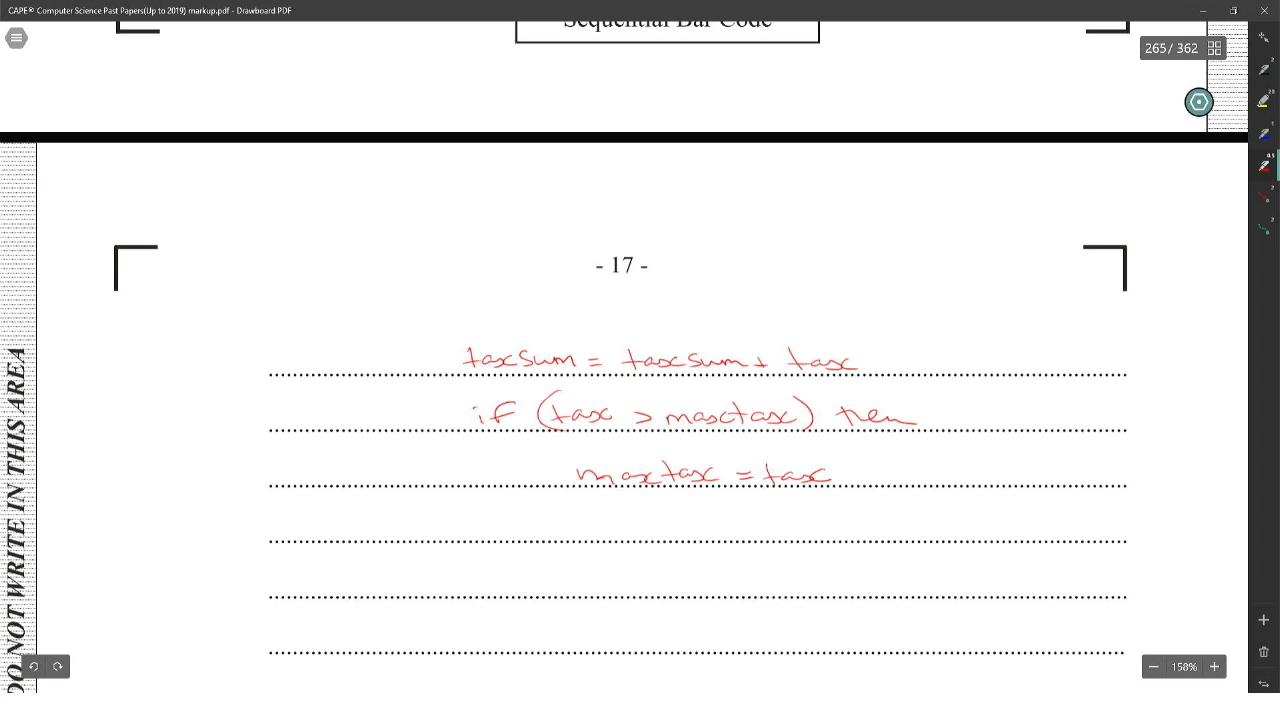 CAPE® Computer Science Past Papers(Up to 2019) markup.pdf - Drawboard PDF
Sequential Bar Code
265 / 362
- 17 -
taxsum = taxsum + tax
if (tax > maxtax) then
maxtax = tax
DO NOT WRITE IN THIS AREA
158%